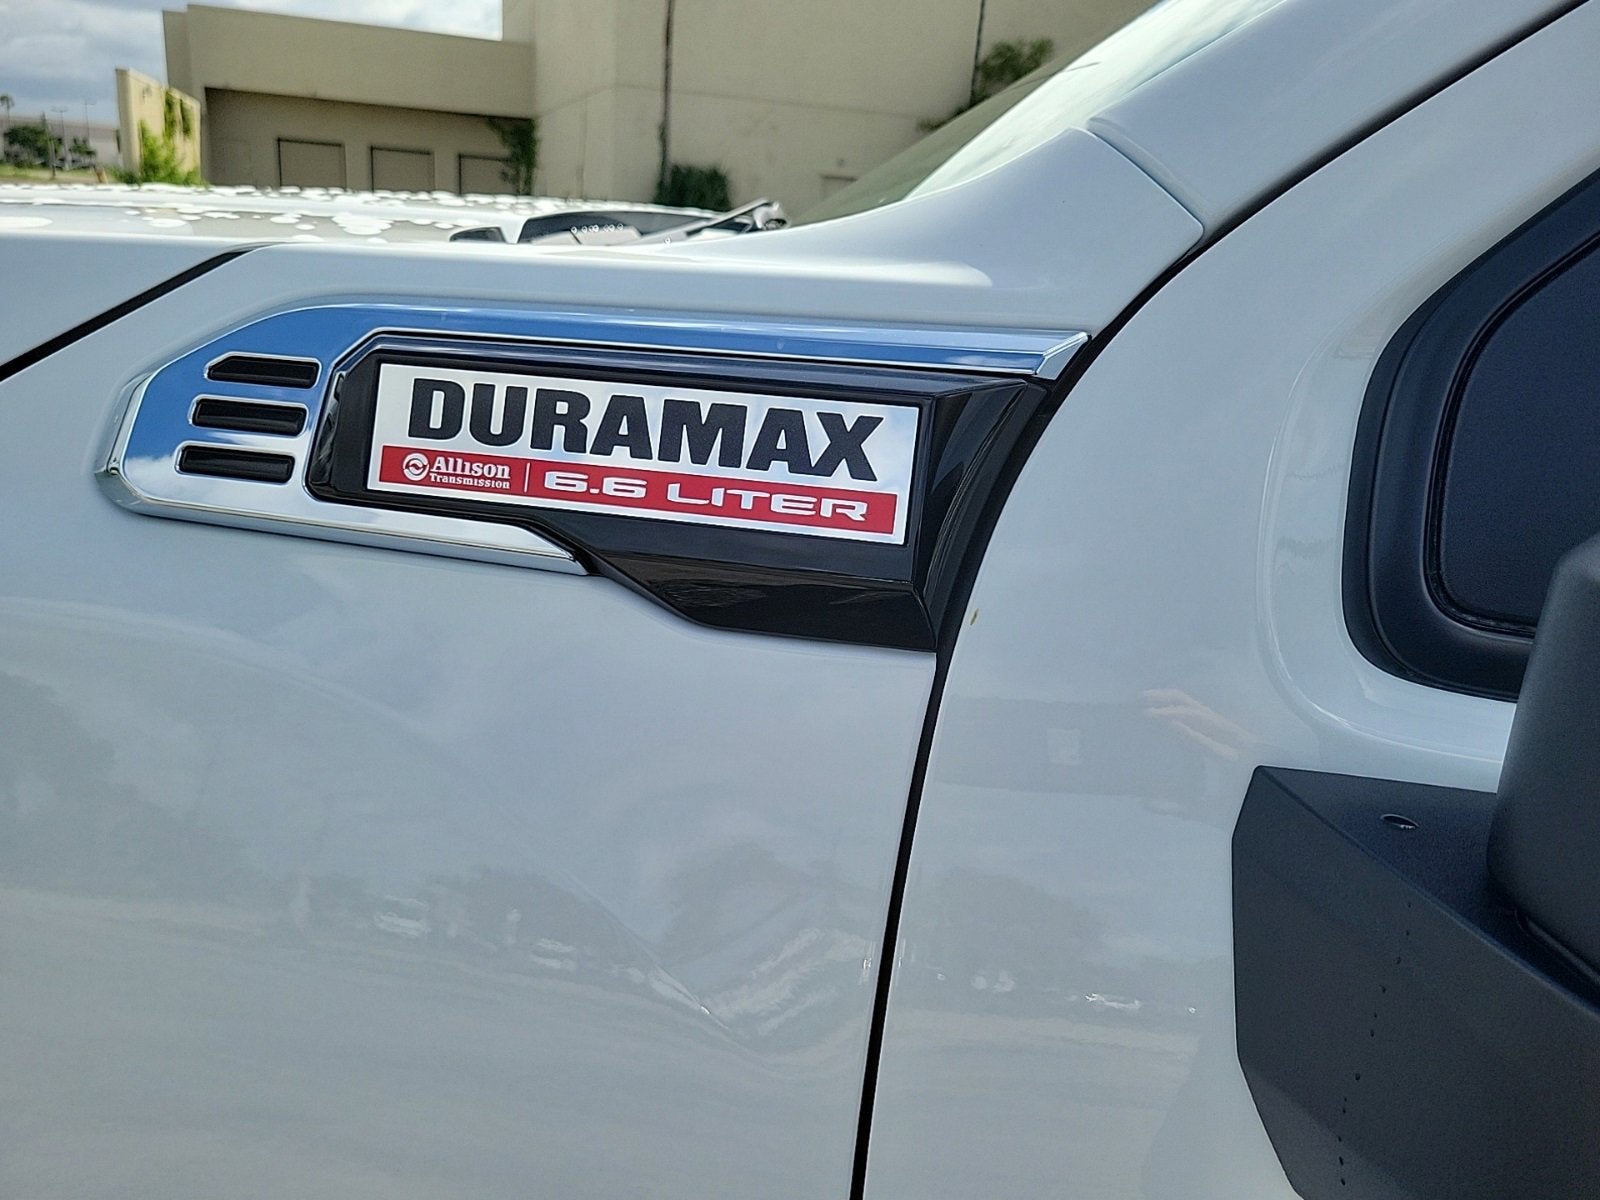 DURAMAX
Allison
Transmission
6.6 LITER